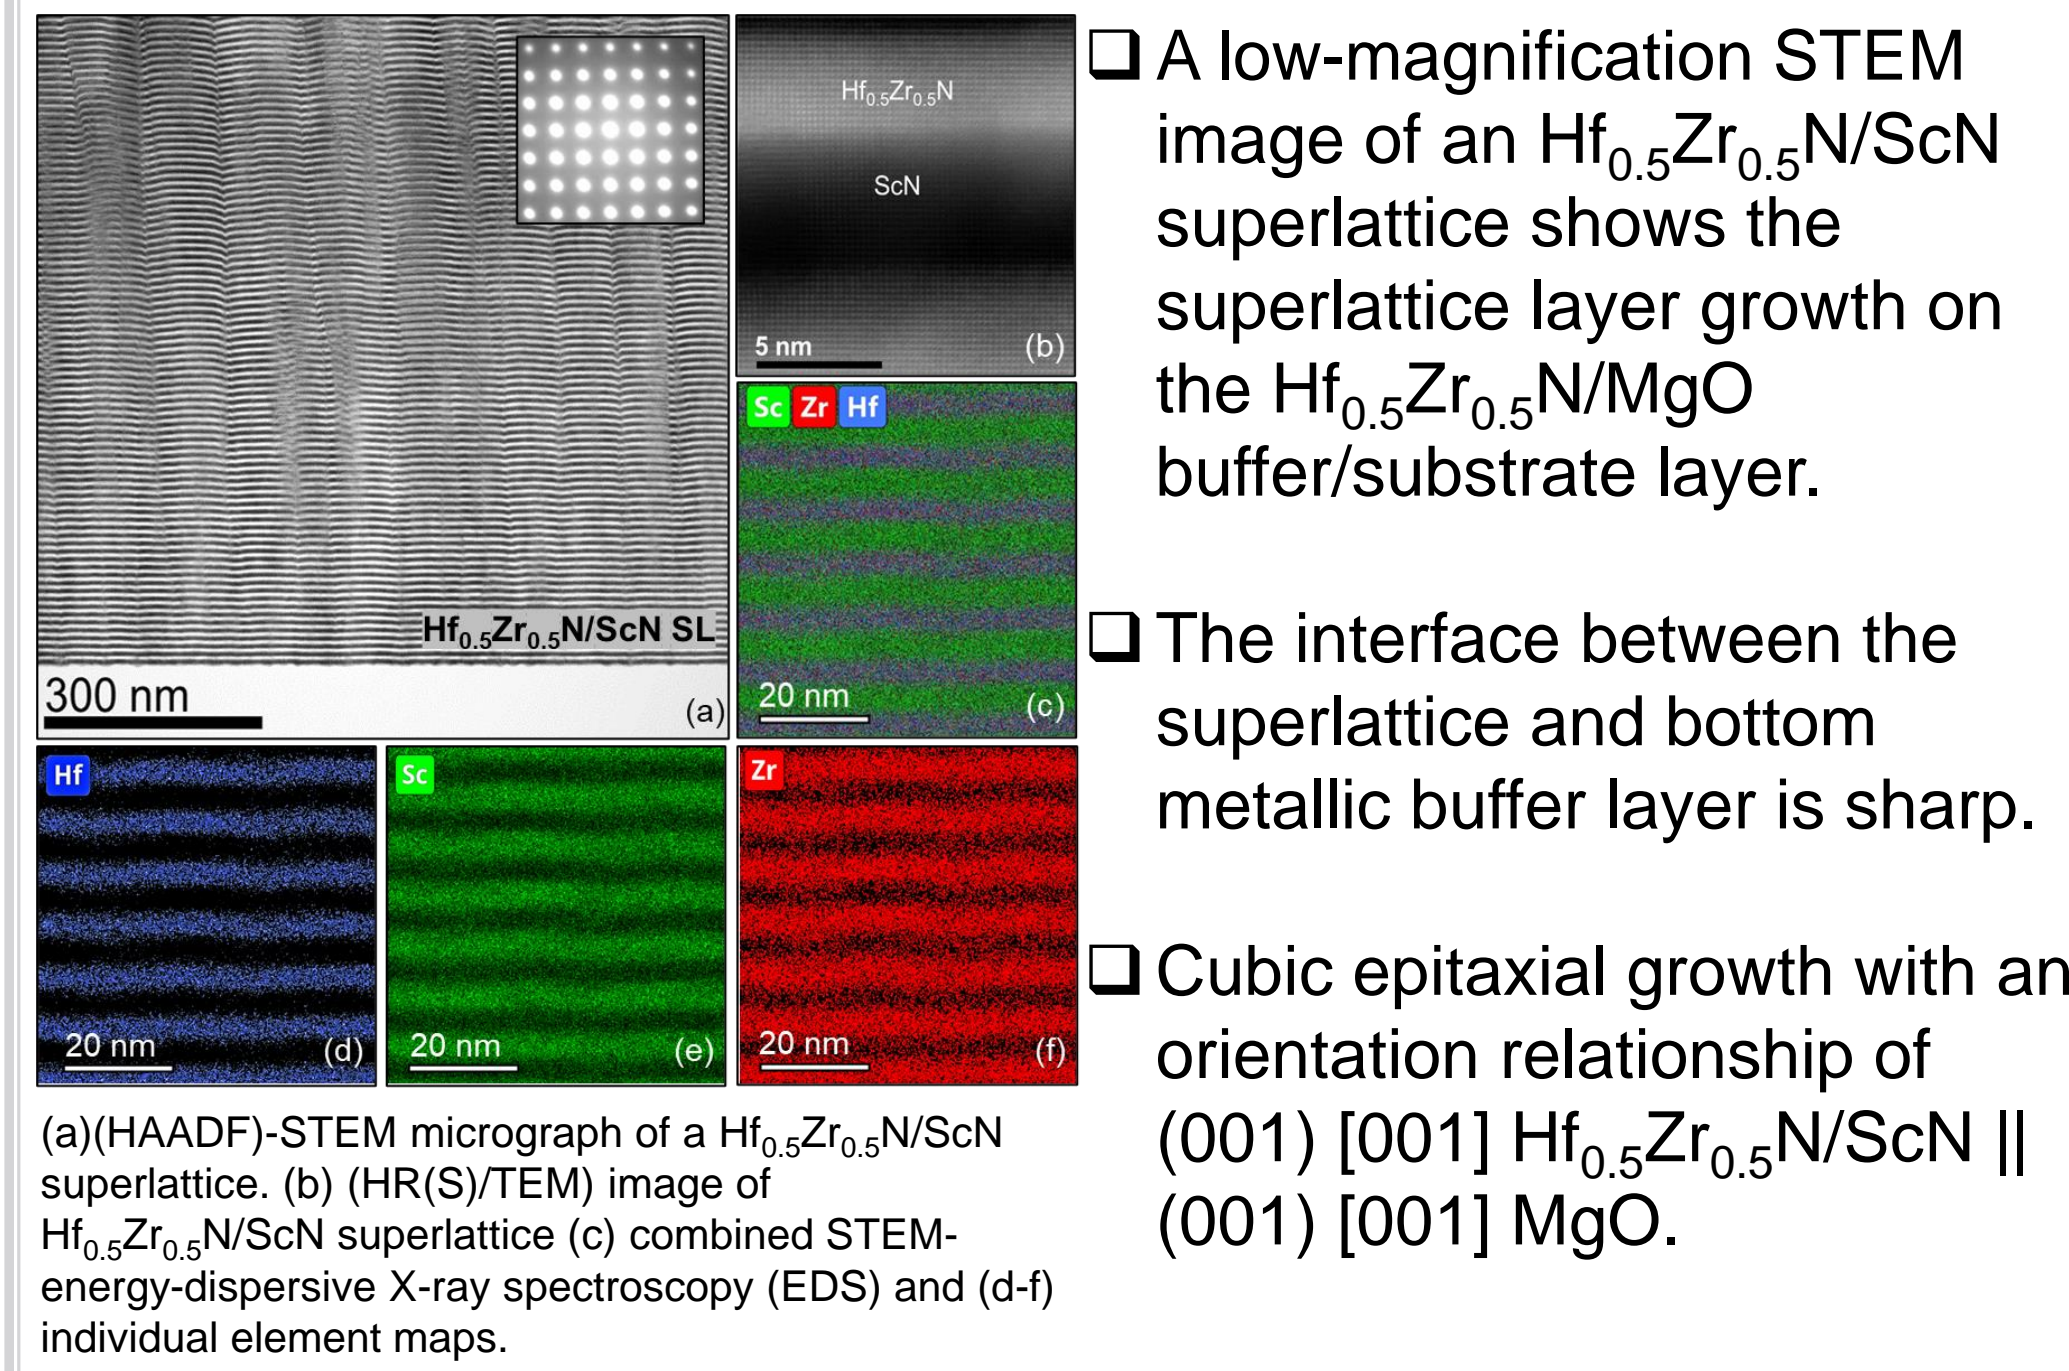 Hf0.5Zr0.5N
ScN
5 nm
(b)
Hf0.5Zr0.5N/ScN SL
300 nm
(a)
Sc Zr Hf
20 nm
(c)
Hf
20 nm
(d)
Sc
20 nm
(e)
Zr
20 nm
(f)
(a)(HAADF)-STEM micrograph of a Hf0.5Zr0.5N/ScN
superlattice. (b) (HR(S)/TEM) image of
Hf0.5Zr0.5N/ScN superlattice (c) combined STEM-
energy-dispersive X-ray spectroscopy (EDS) and (d-f)
individual element maps.
❑ A low-magnification STEM
image of an Hf0.5Zr0.5N/ScN
superlattice shows the
superlattice layer growth on
the Hf0.5Zr0.5N/MgO
buffer/substrate layer.
❑ The interface between the
superlattice and bottom
metallic buffer layer is sharp.
❑ Cubic epitaxial growth with an
orientation relationship of
(001) [001] Hf0.5Zr0.5N/ScN ||
(001) [001] MgO.